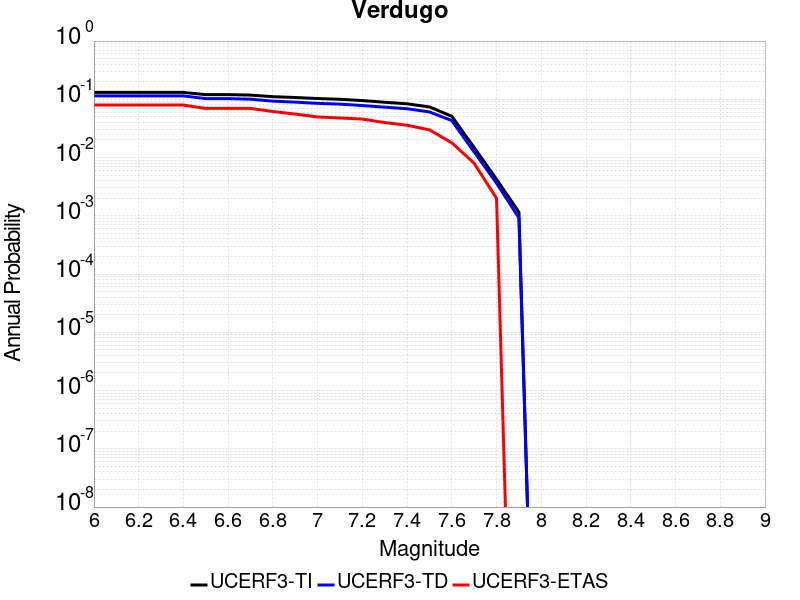 Verdugo
10^0
10^-1
10^-2
10^-3
10^-4
10^-5
10^-6
10^-7
10^-8
Annual Probability
6 6.2 6.4 6.6 6.8 7 7.2 7.4 7.6 7.8 8 8.2 8.4 8.6 8.8 9
Magnitude
UCERF3-TI UCERF3-TD UCERF3-ETAS